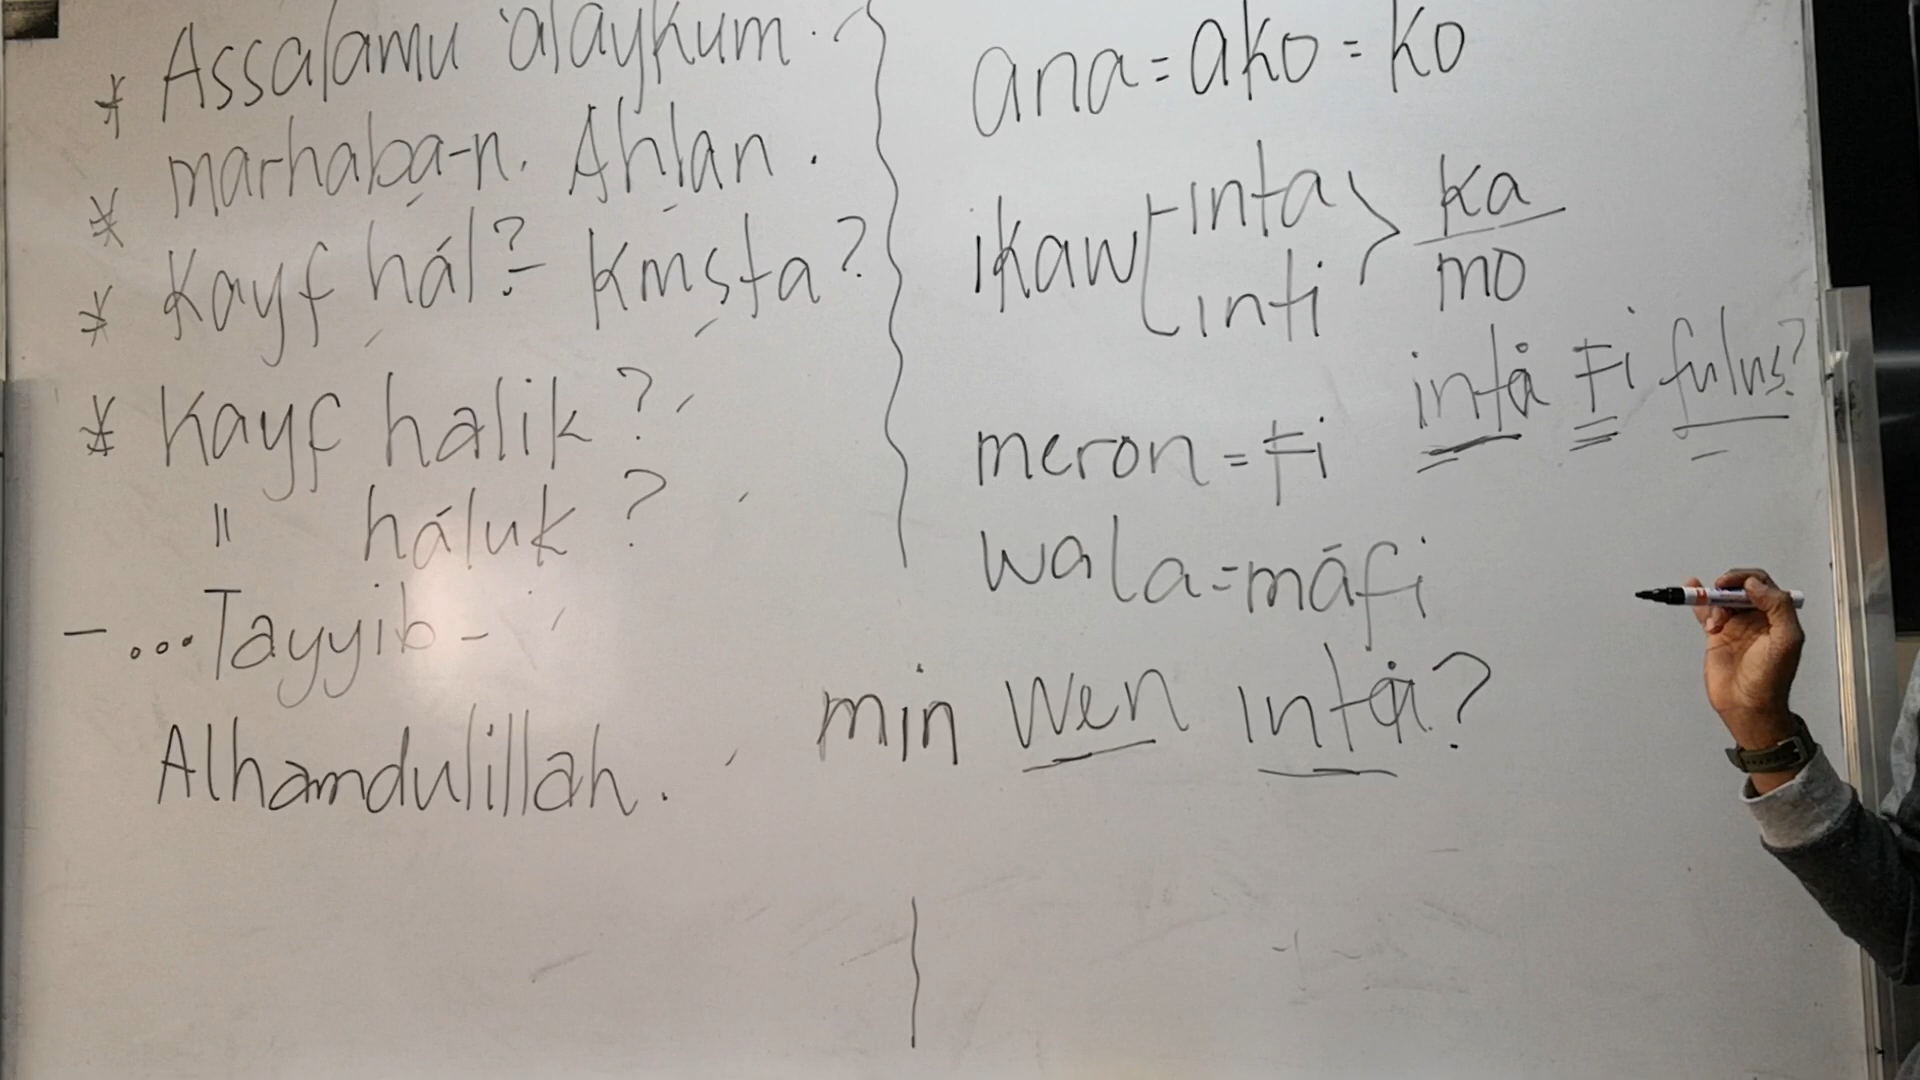 * Assalamu 'alaykum.
* marhaba-n. Ahlan.
* Kayf hál? - Kmsta?
* Kayf halik?
" háluk?
- ...Tayyib -
Alhamdulillah.
ana = ako = ko
ikaw inta inti ka mo
inta Fi fulus?
meron = Fi
wala = māfi
min wen inta?